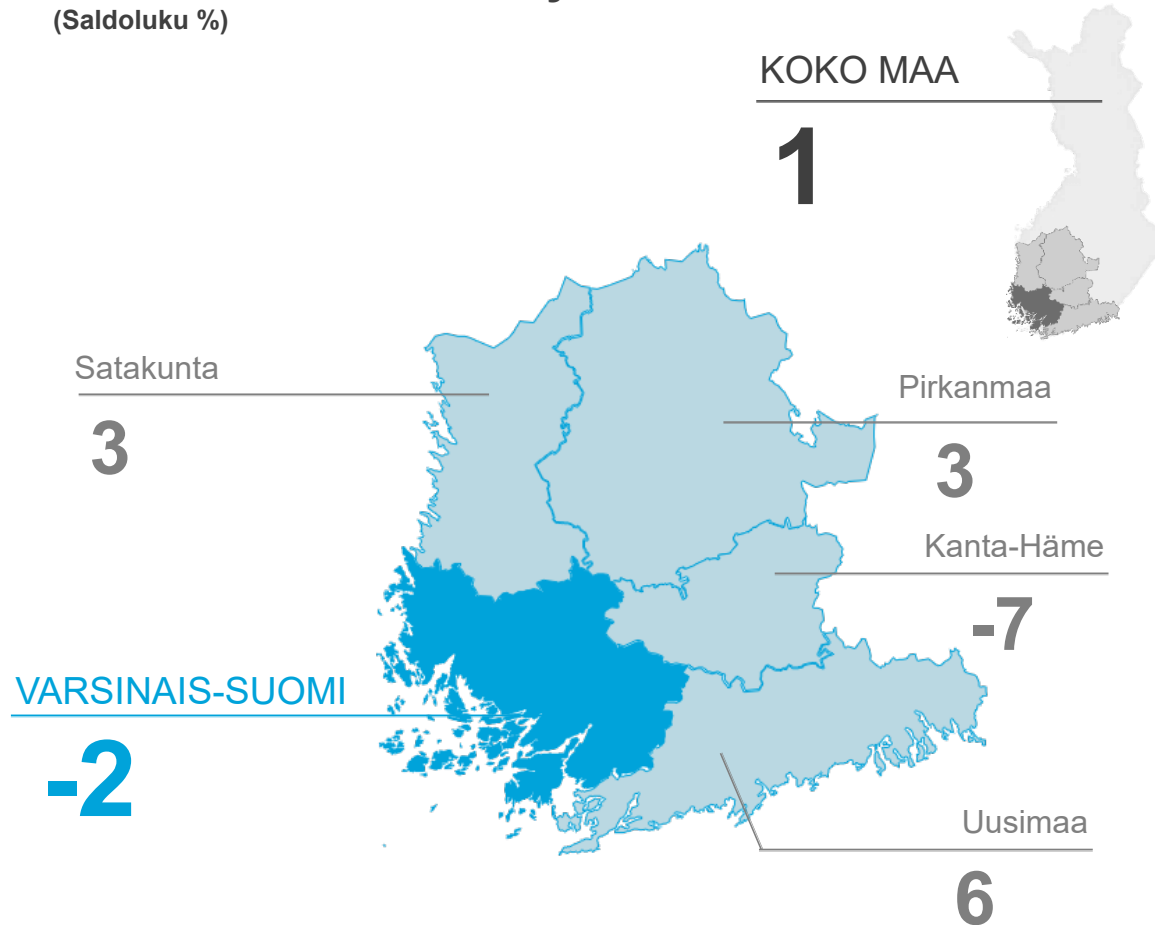 (Saldoluku %)
KOKO MAA
1
Satakunta
3
Pirkanmaa
3
Kanta-Häme
-7
VARSINAIS-SUOMI
-2
Uusimaa
6